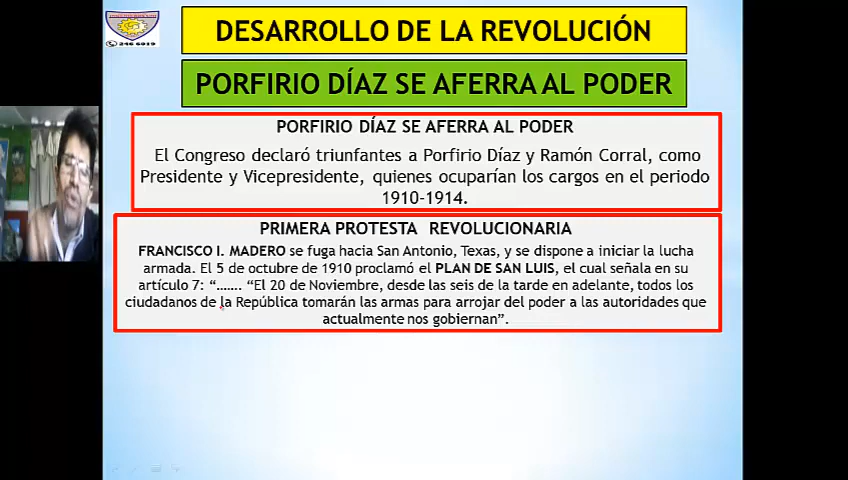 DESARROLLO DE LA REVOLUCIÓN
246 6019
PORFIRIO DÍAZ SE AFERRA AL PODER
PORFIRIO DÍAZ SE AFERRA AL PODER
El Congreso declaró triunfantes a Porfirio Díaz y Ramón Corral, como
Presidente y Vicepresidente, quienes ocuparían los cargos en el periodo
1910-1914.
PRIMERA PROTESTA REVOLUCIONARIA
FRANCISCO I. MADERO se fuga hacia San Antonio, Texas, y se dispone a iniciar la lucha
armada. El 5 de octubre de 1910 proclamó el PLAN DE SAN LUIS, el cual señala en su
artículo 7: “……. “El 20 de Noviembre, desde las seis de la tarde en adelante, todos los
ciudadanos de la República tomarán las armas para arrojar del poder a las autoridades que
actualmente nos gobiernan”.